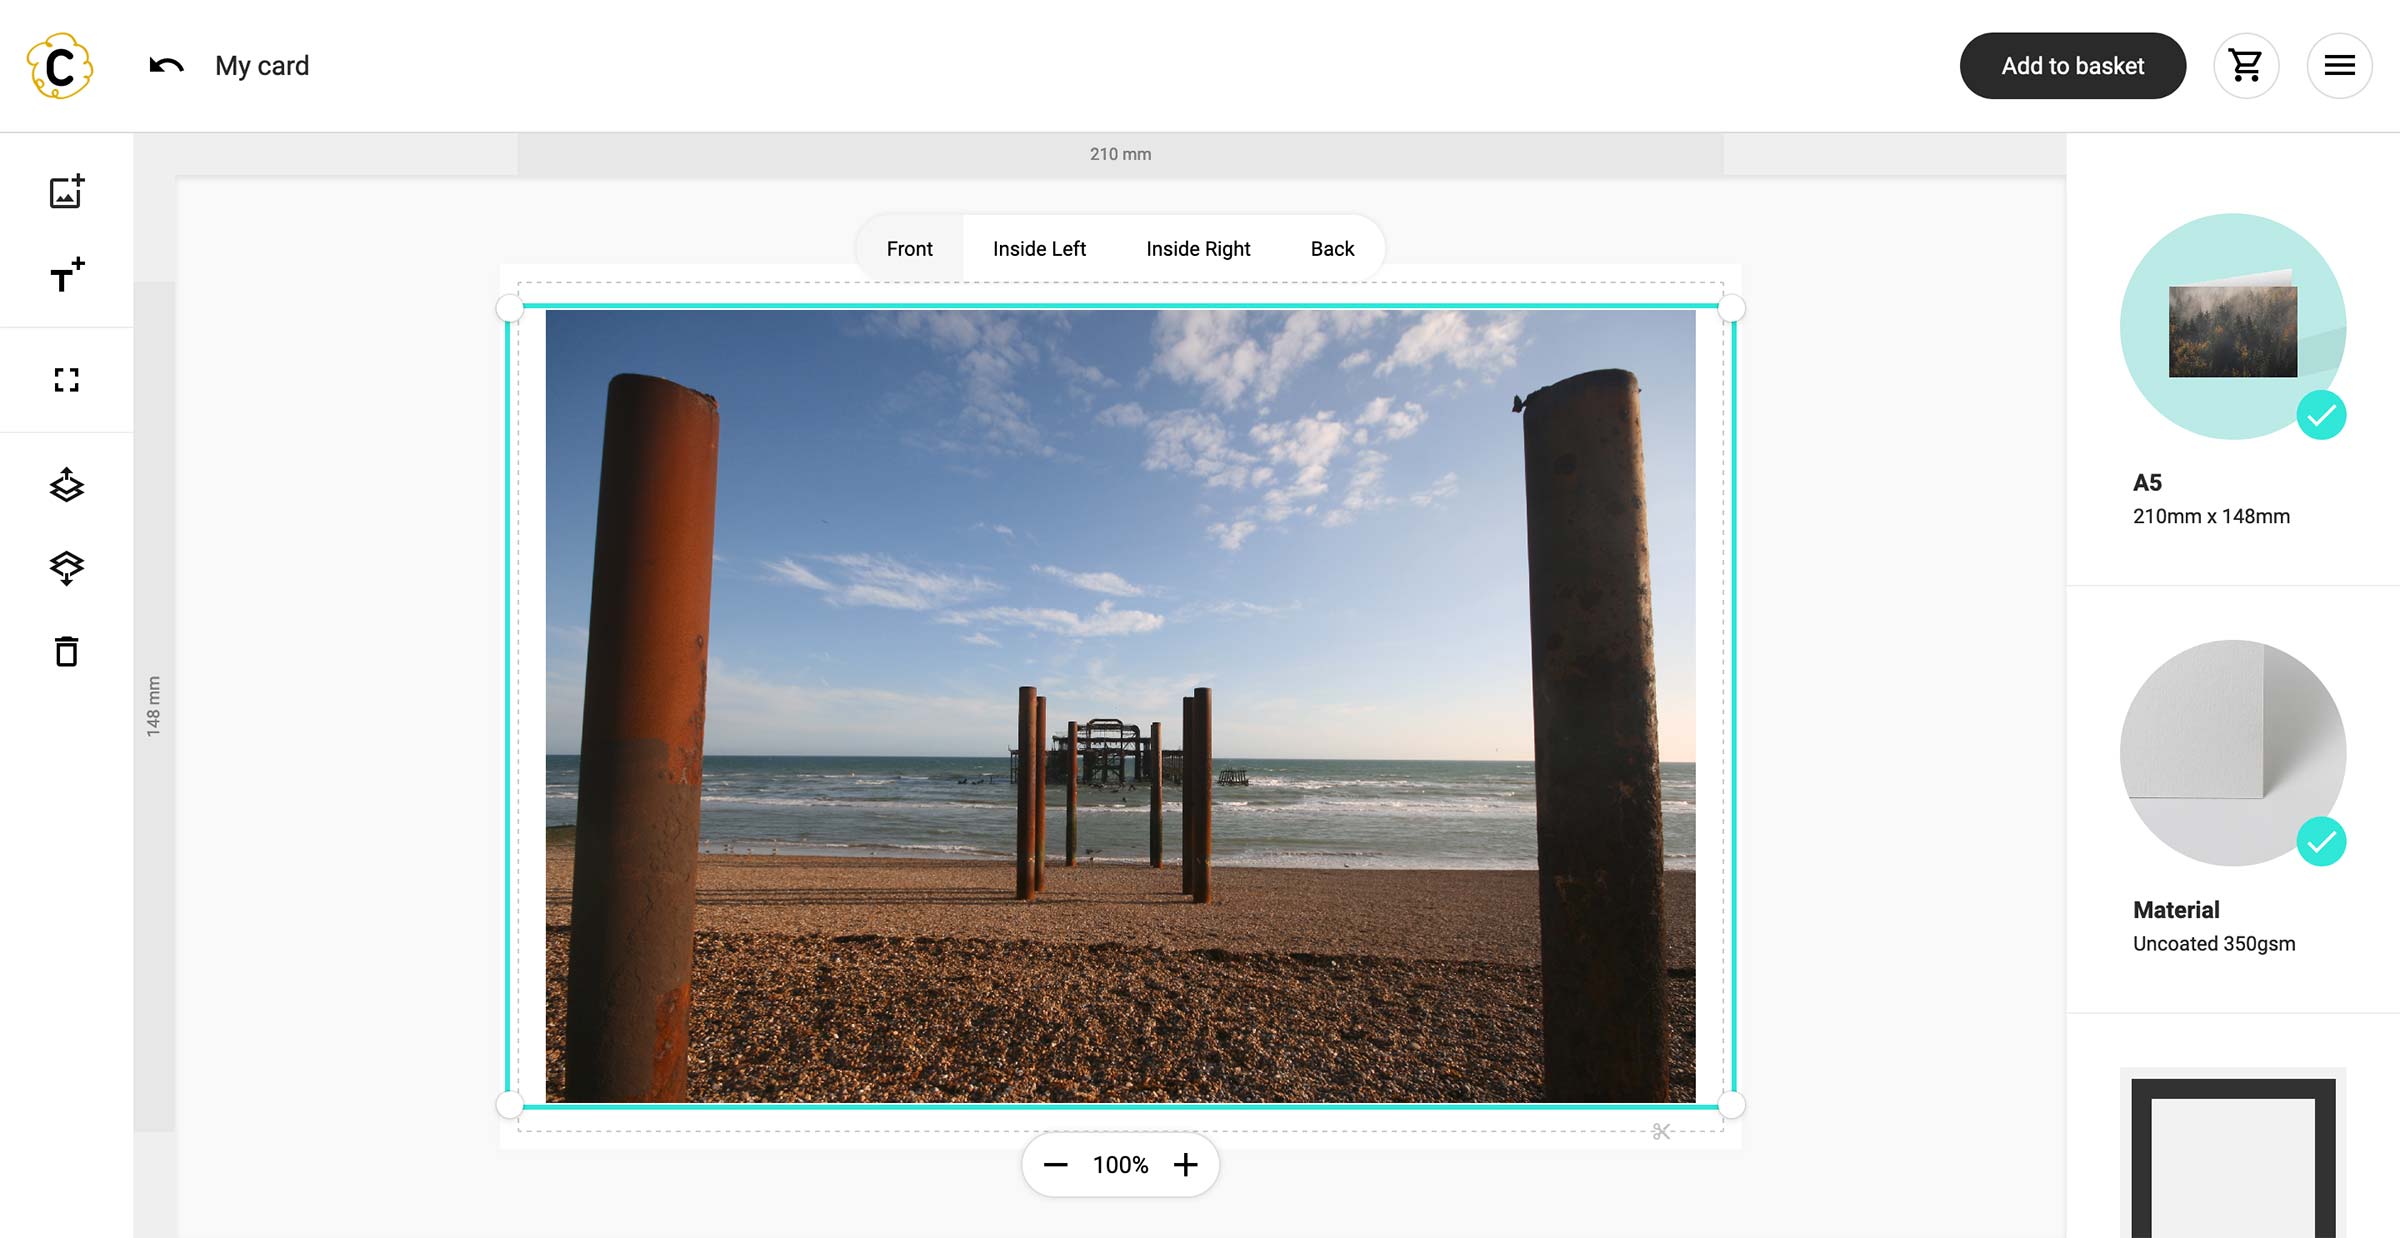 C
My card
Add to basket
210 mm
148 mm
Front
Inside Left
Inside Right
Back
100%
A5
210mm x 148mm
Material
Uncoated 350gsm